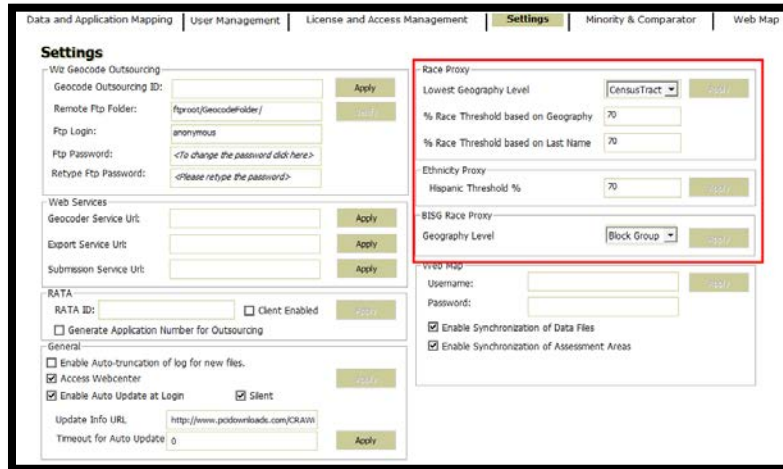 Data and Application Mapping | User Management | License and Access Management | Settings | Minority & Comparator | Web Map
Settings
Wiz Geocode Outsourcing
Geocode Outsourcing ID: Apply
Remote Ftp Folder: ftproot/GeocodeFolder/
Ftp Login: anonymous
Ftp Password: <To change the password click here>
Retype Ftp Password: <Please retype the password>
Web Services
Geocoder Service Url: Apply
Export Service Url: Apply
Submission Service Url: Apply
RATA
RATA ID: Client Enabled Apply
Generate Application Number for Outsourcing
General
Enable Auto-truncation of log for new files.
Access Webcenter Apply
Enable Auto Update at Login Silent
Update Info URL http://www.pcidownloads.com/CRAWi
Timeout for Auto Update 0 Apply
Race Proxy
Lowest Geography Level CensusTract Apply
% Race Threshold based on Geography 70
% Race Threshold based on Last Name 70
Ethnicity Proxy
Hispanic Threshold % 70 Apply
BISG Race Proxy
Geography Level Block Group Apply
Web Map
Username: Apply
Password:
Enable Synchronization of Data Files
Enable Synchronization of Assessment Areas